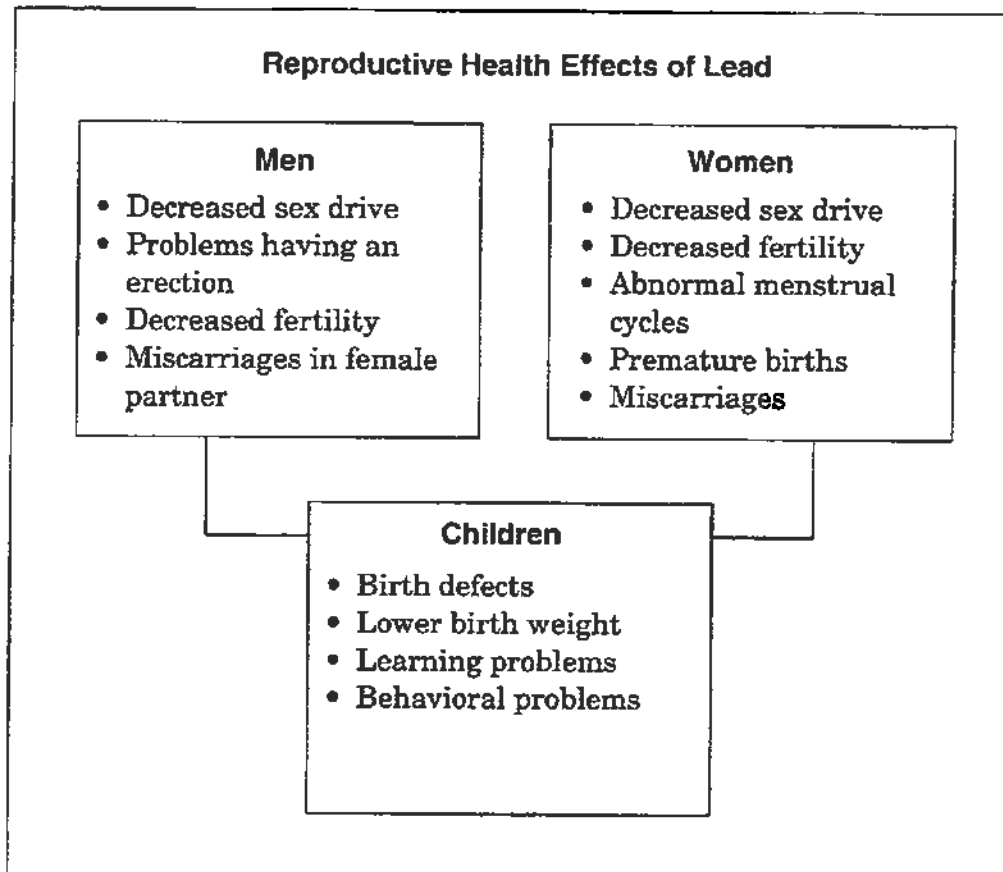 Reproductive Health Effects of Lead
Men
• Decreased sex drive
• Problems having an
erection
• Decreased fertility
• Miscarriages in female
partner
Women
• Decreased sex drive
• Decreased fertility
• Abnormal menstrual
cycles
• Premature births
• Miscarriages
Children
• Birth defects
• Lower birth weight
• Learning problems
• Behavioral problems